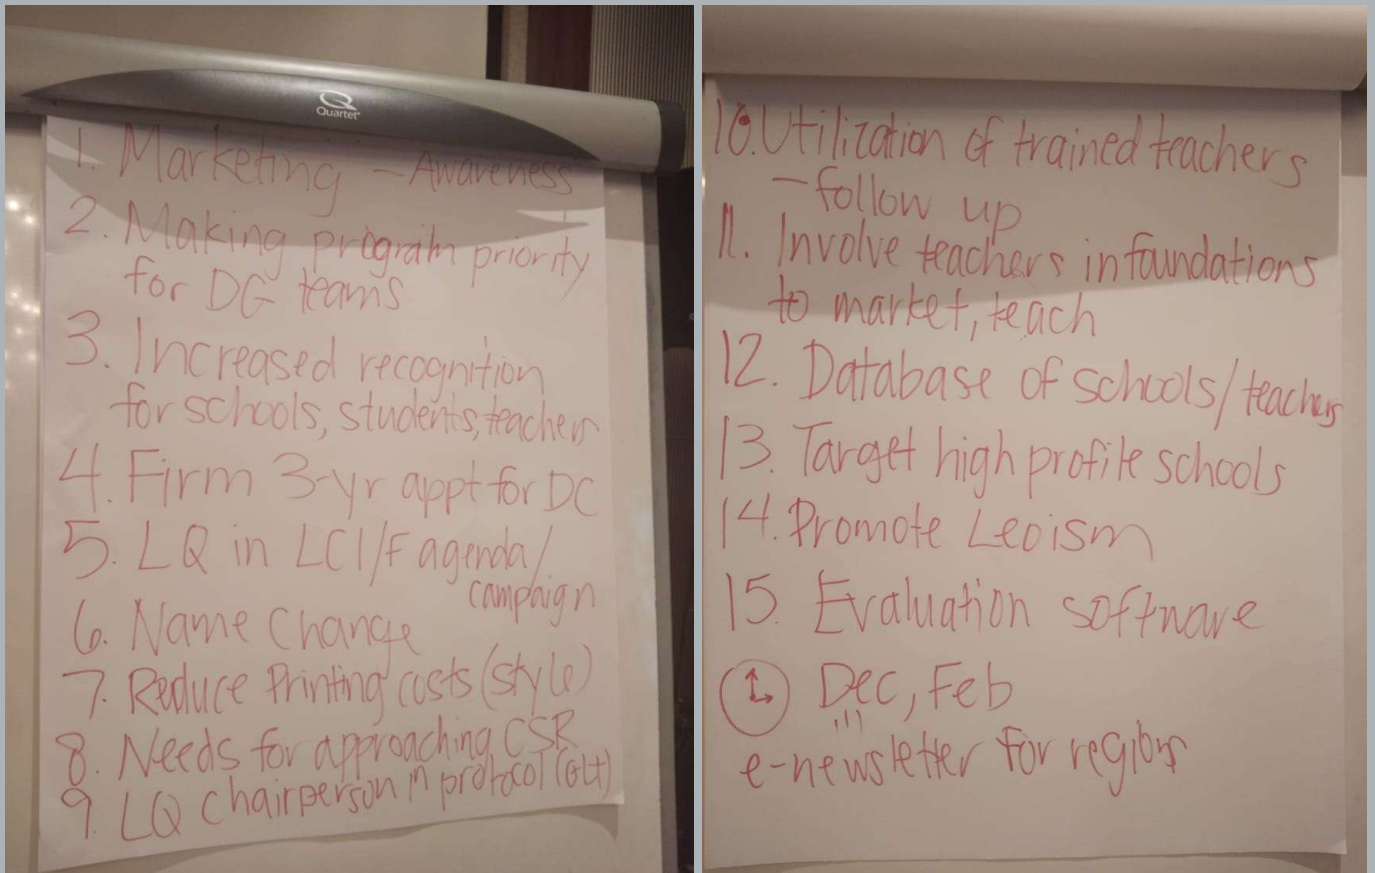 Quartet
1. Marketing - Awareness
2. Making program priority
for DG teams
3. Increased recognition
for schools, students, teachers
4. Firm 3-yr appt for DC
5. LQ in LCI/F agenda/
campaign
6. Name Change
7. Reduce Printing costs (style)
8. Needs for approaching CSR
9. LQ Chairperson in protocol (GLT)
10. Utilization of trained teachers
- follow up
11. Involve teachers in foundations
to market, teach
12. Database of schools/teachers
13. Target high profile schools
14. Promote Leoism
15. Evaluation software
Dec, Feb
e-newsletter for regions